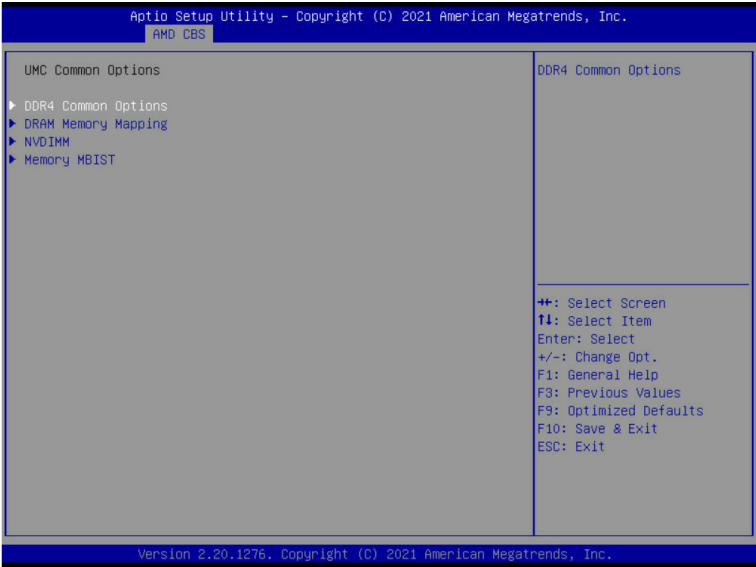 Aptio Setup Utility – Copyright (C) 2021 American Megatrends, Inc.
AMD CBS
UMC Common Options
DDR4 Common Options
DRAM Memory Mapping
NVDIMM
Memory MBIST
DDR4 Common Options
→←: Select Screen
↑↓: Select Item
Enter: Select
+/-: Change Opt.
F1: General Help
F3: Previous Values
F9: Optimized Defaults
F10: Save & Exit
ESC: Exit
Version 2.20.1276. Copyright (C) 2021 American Megatrends, Inc.